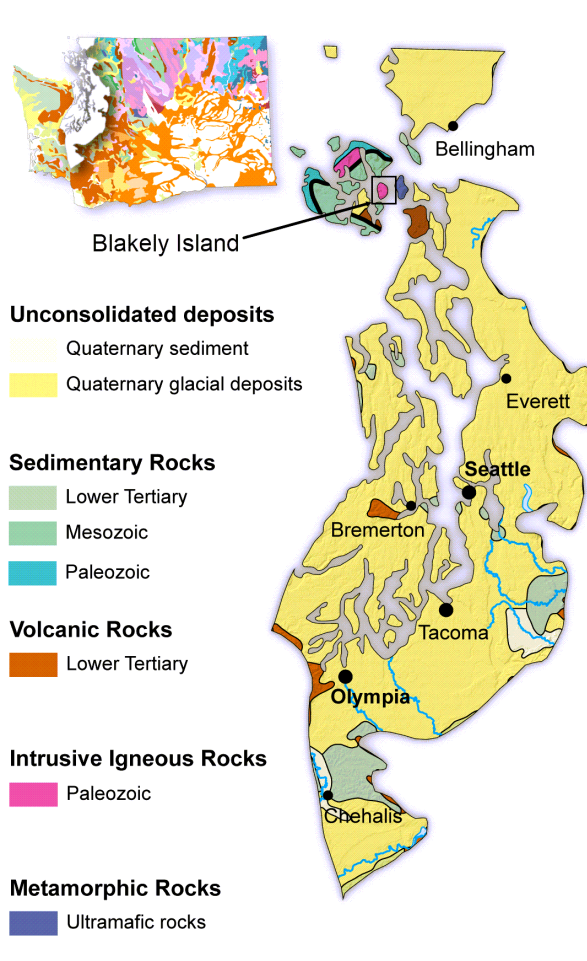 Bellingham
Blakely Island
Unconsolidated deposits
Quaternary sediment
Quaternary glacial deposits
Everett
Sedimentary Rocks
Seattle
Lower Tertiary
Mesozoic
Bremerton
Paleozoic
Volcanic Rocks
Tacoma
Lower Tertiary
Olympia
Intrusive Igneous Rocks
Paleozoic
Chehalis
Metamorphic Rocks
Ultramafic rocks